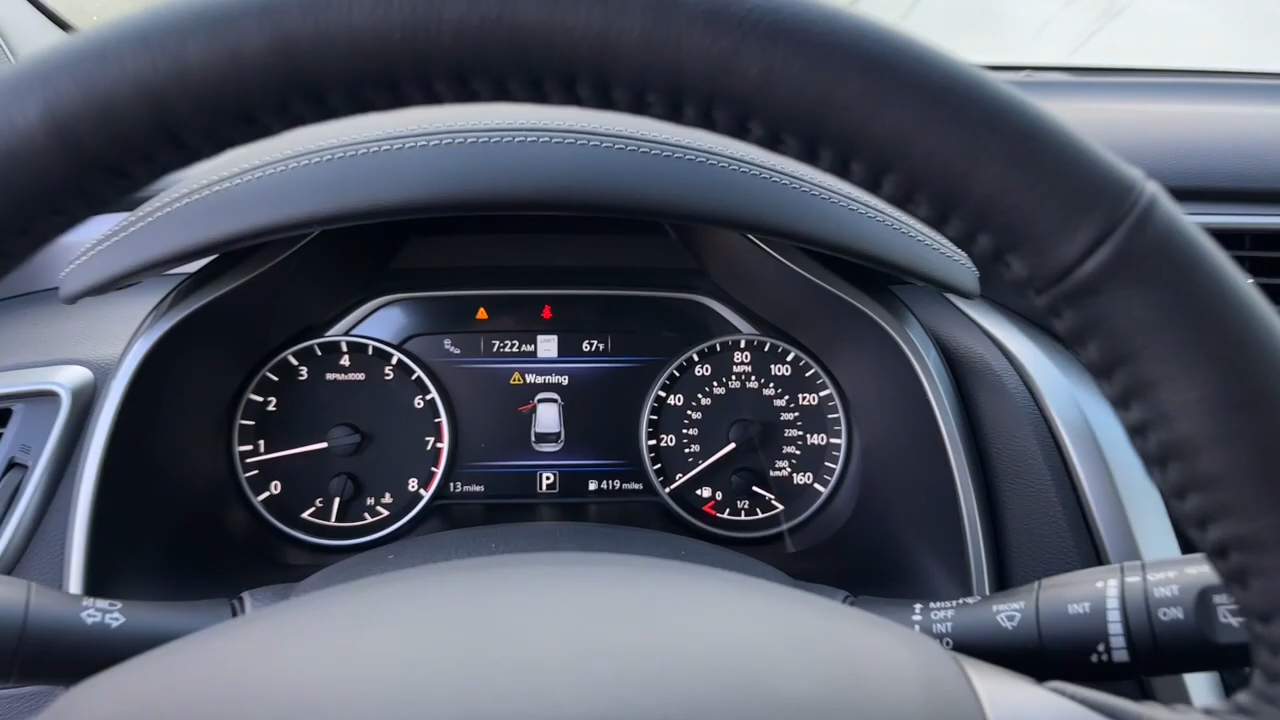 7:22 AM
LIMIT
67°F
Warning
P
13 miles
419 miles
0
1
2
3
4
5
6
7
8
RPMx1000
C
H
20
40
60
80
100
120
140
160
MPH
20
40
60
80
100
120
140
160
180
200
220
240
260
km/h
0
1/2
MIST
OFF
INT
LO
FRONT
INT
OFF
INT
ON